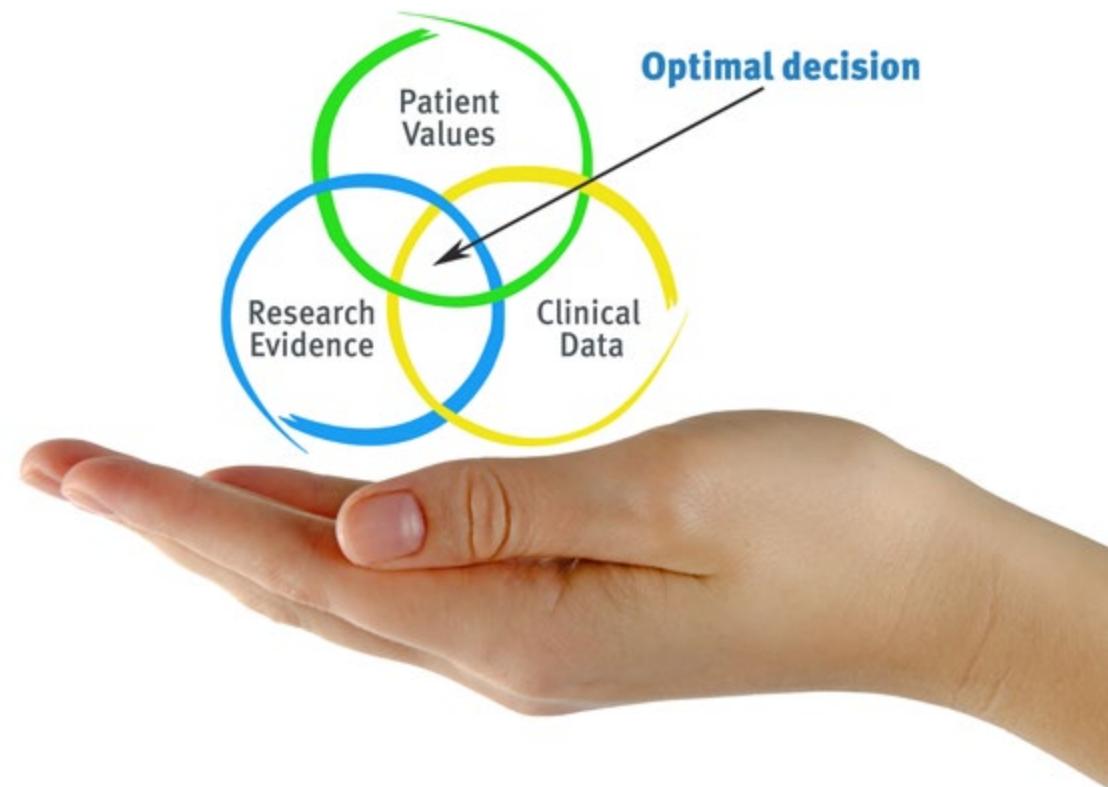 Optimal decision
Patient
Values
Research
Evidence
Clinical
Data